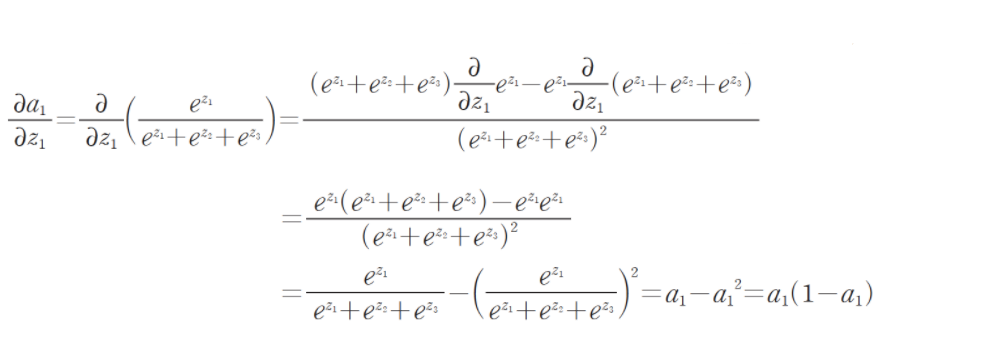 ∂a₁/∂z₁ = ∂/∂z₁ (e^{z₁}/(e^{z₁}+e^{z₂}+e^{z₃})) = ((e^{z₁}+e^{z₂}+e^{z₃}) ∂/∂z₁ e^{z₁} − e^{z₁} ∂/∂z₁ (e^{z₁}+e^{z₂}+e^{z₃}))/(e^{z₁}+e^{z₂}+e^{z₃})²
= (e^{z₁}(e^{z₁}+e^{z₂}+e^{z₃}) − e^{z₁}e^{z₁})/(e^{z₁}+e^{z₂}+e^{z₃})²
= e^{z₁}/(e^{z₁}+e^{z₂}+e^{z₃}) − (e^{z₁}/(e^{z₁}+e^{z₂}+e^{z₃}))² = a₁−a₁² = a₁(1−a₁)